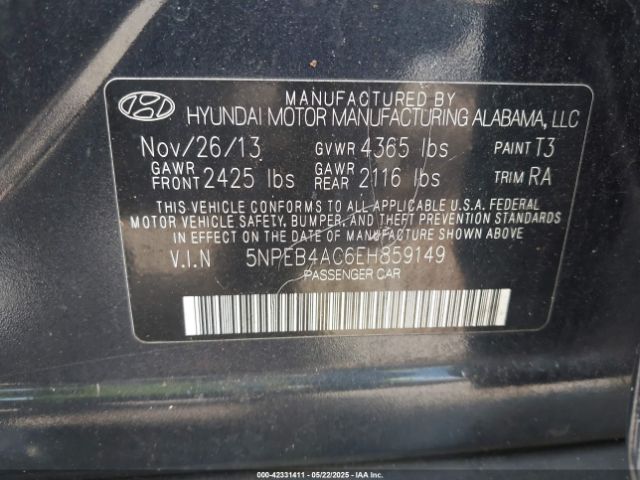 MANUFACTURED BY
HYUNDAI MOTOR MANUFACTURING ALABAMA, LLC
Nov/26/13 GVWR 4365 lbs PAINT T3
GAWR FRONT 2425 lbs GAWR REAR 2116 lbs TRIM RA
THIS VEHICLE CONFORMS TO ALL APPLICABLE U.S.A. FEDERAL
MOTOR VEHICLE SAFETY, BUMPER, AND THEFT PREVENTION STANDARDS
IN EFFECT ON THE DATE OF MANUFACTURE SHOWN ABOVE
V.I.N 5NPEB4AC6EH859149
PASSENGER CAR
000-42331411 - 05/22/2025 - IAAI.COM